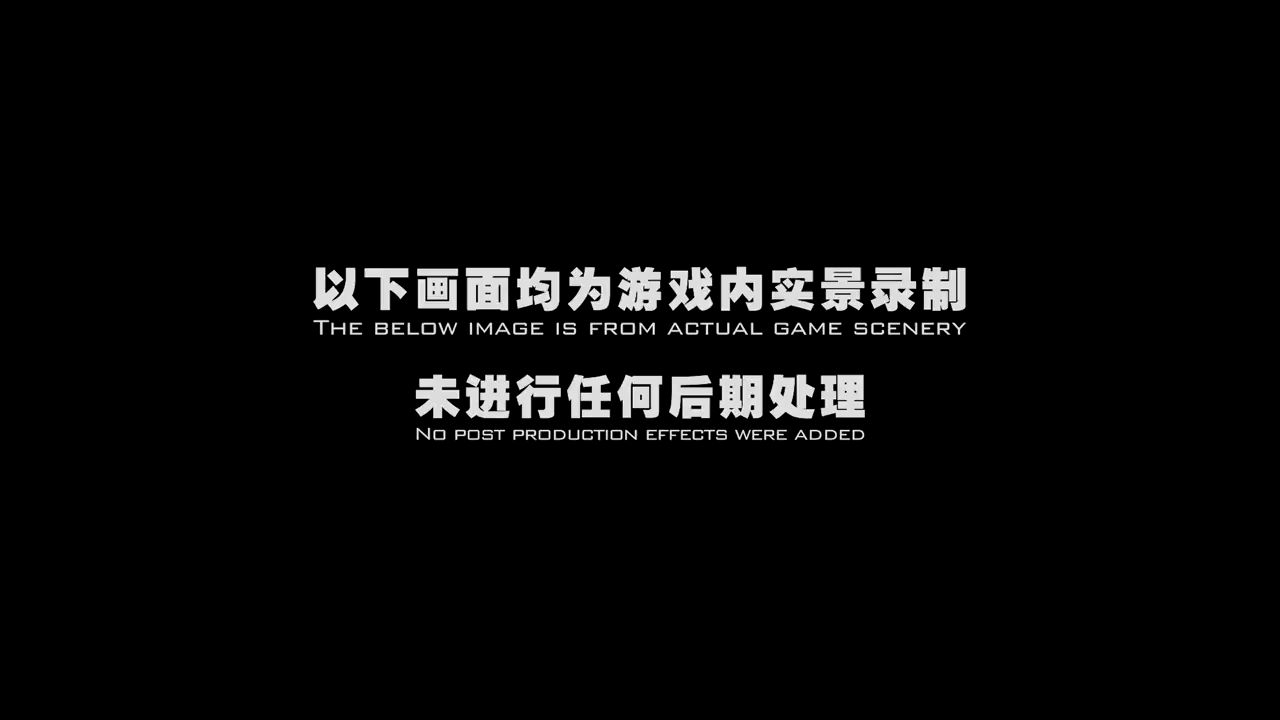 以下画面均为游戏内实景录制
THE BELOW IMAGE IS FROM ACTUAL GAME SCENERY
未进行任何后期处理
NO POST PRODUCTION EFFECTS WERE ADDED